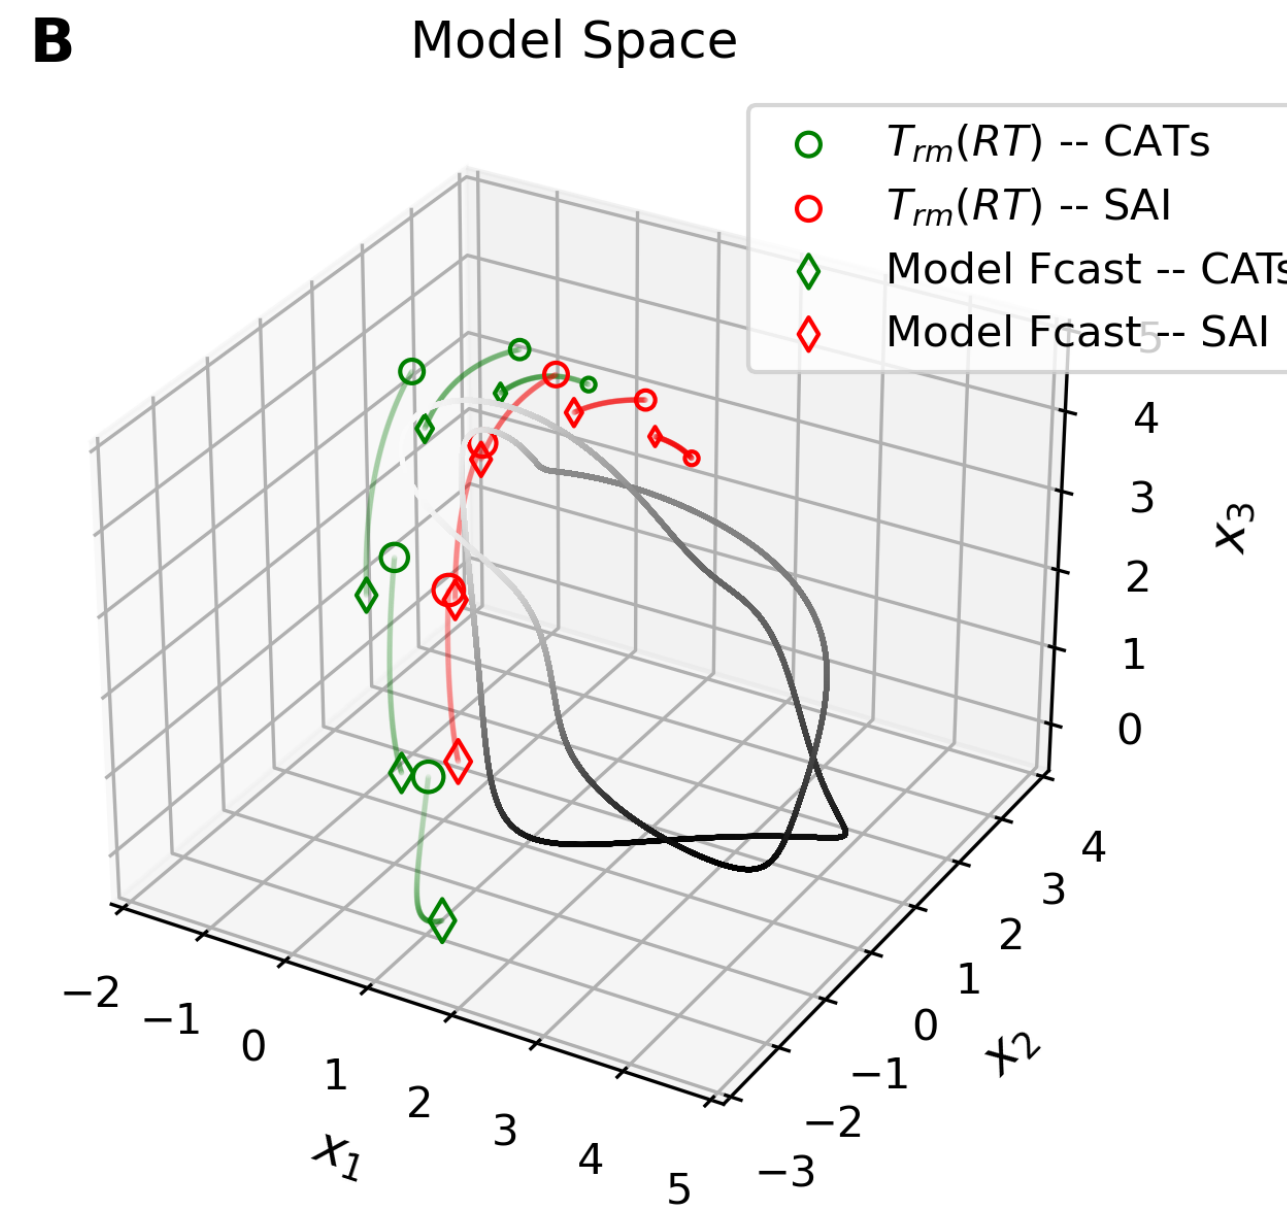 B
Model Space
T_rm(RT) -- CATs
T_rm(RT) -- SAI
Model Fcast -- CATs
Model Fcast -- SAI
5
4
3
2
1
0
x_3
4
3
2
1
0
−1
−2
−3
x_2
−2
−1
0
1
2
3
4
5
x_1